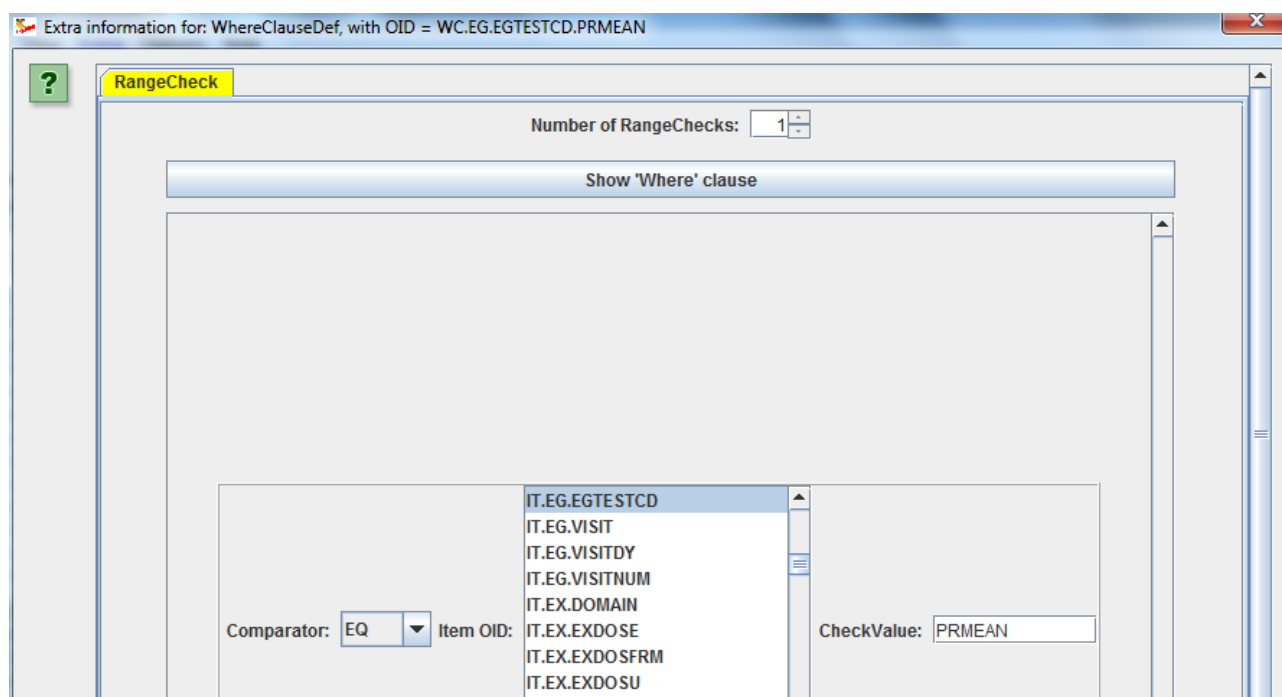 Extra information for: WhereClauseDef, with OID = WC.EG.EGTESTCD.PRMEAN
?
RangeCheck
Number of RangeChecks: 1
Show 'Where' clause
IT.EG.EGTESTCD
IT.EG.VISIT
IT.EG.VISITDY
IT.EG.VISITNUM
IT.EX.DOMAIN
Comparator: EQ Item OID: IT.EX.EXDOSE CheckValue: PRMEAN
IT.EX.EXDOSFRM
IT.EX.EXDOSU